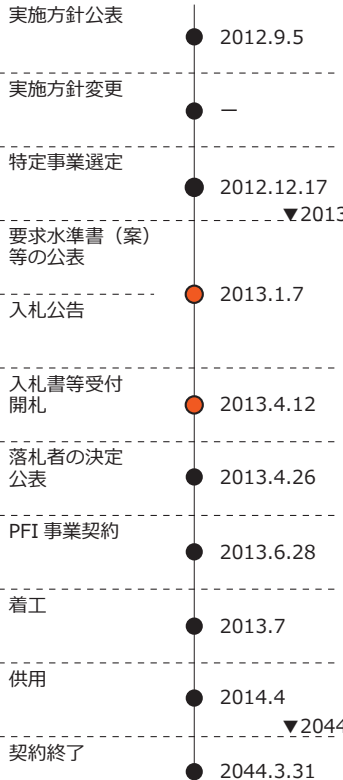 実施方針公表
2012.9.5
実施方針変更
—
特定事業選定
2012.12.17
▼2013
要求水準書（案）
等の公表
2013.1.7
入札公告
入札書等受付
開札
2013.4.12
落札者の決定
公表
2013.4.26
PFI 事業契約
2013.6.28
着工
2013.7
供用
2014.4
▼2044
契約終了
2044.3.31